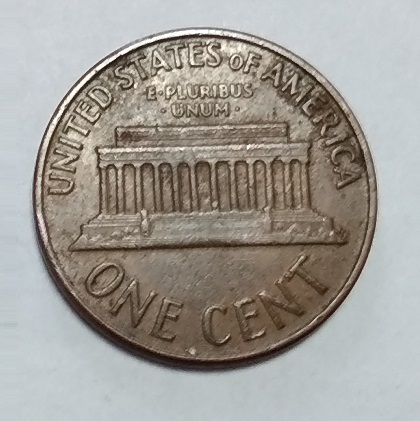 UNITED STATES OF AMERICA
E·PLURIBUS
·UNUM·
ONE CENT